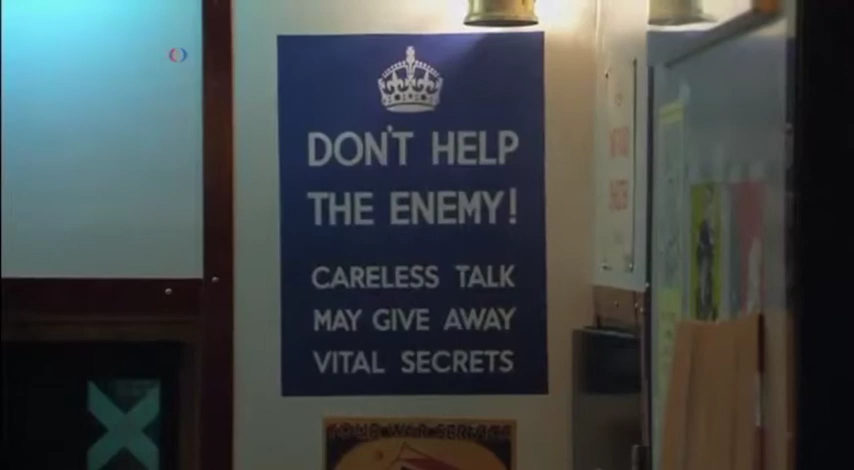 DON'T HELP
THE ENEMY!
CARELESS TALK
MAY GIVE AWAY
VITAL SECRETS